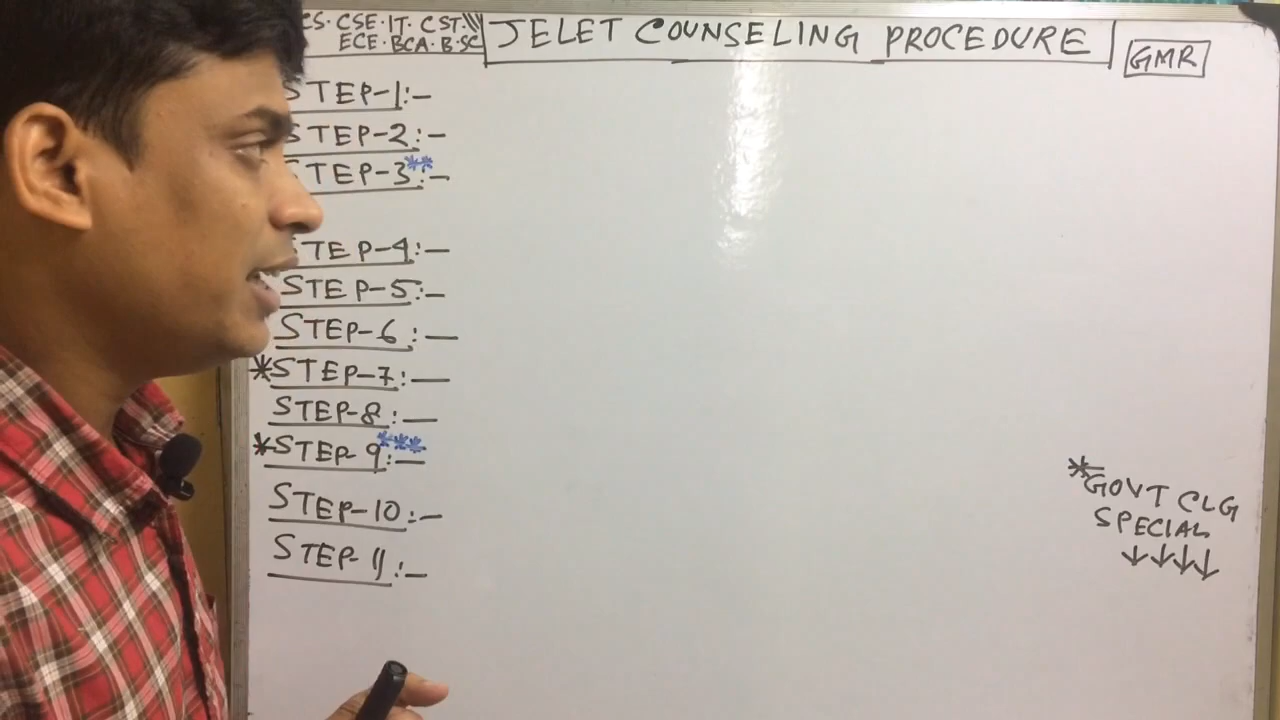 CS. CSE. IT. CST.
ECE. BCA. B.SC
JELET COUNSELING PROCEDURE
GMR
STEP-1:-
STEP-2:-
STEP-3**:-
STEP-4:-
STEP-5:-
STEP-6:-
*STEP-7:-
STEP-8:-
*STEP-9***:-
STEP-10:-
STEP-11:-
*GOVT CLG
SPECIAL
↓↓↓↓